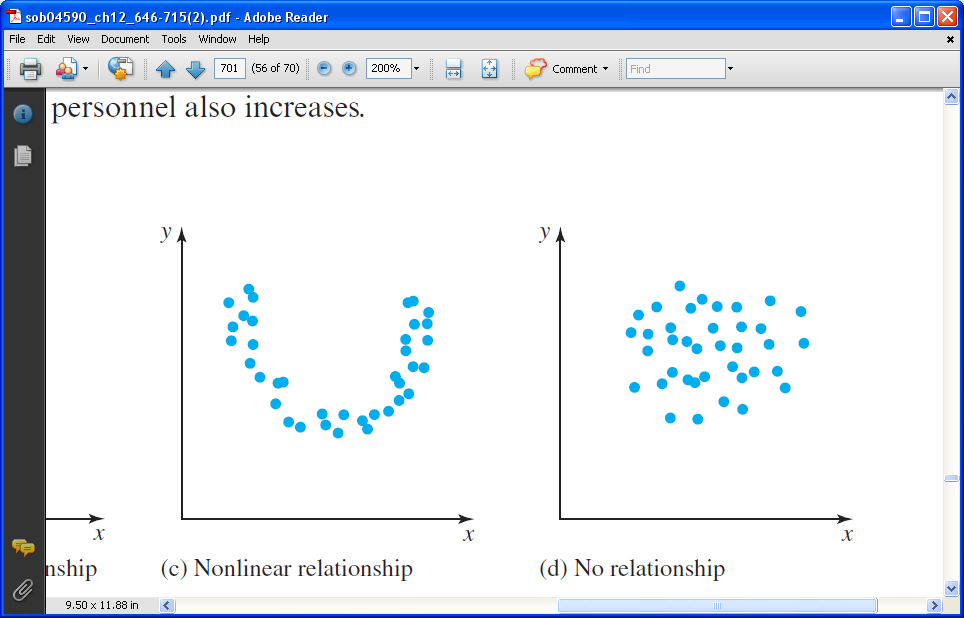 sob04590_ch12_646-715(2).pdf - Adobe Reader
File Edit View Document Tools Window Help
701 (56 of 70) 200% Comment Find
personnel also increases.
y y
x x x
nship (c) Nonlinear relationship (d) No relationship
9.50 x 11.88 in